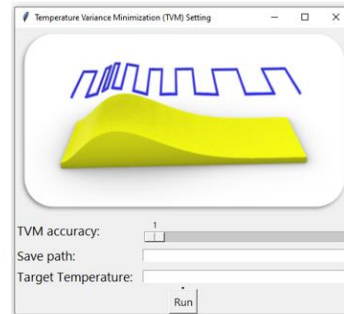 Temperature Variance Minimization (TVM) Setting
TVM accuracy:
1
Save path:
Target Temperature:
Run